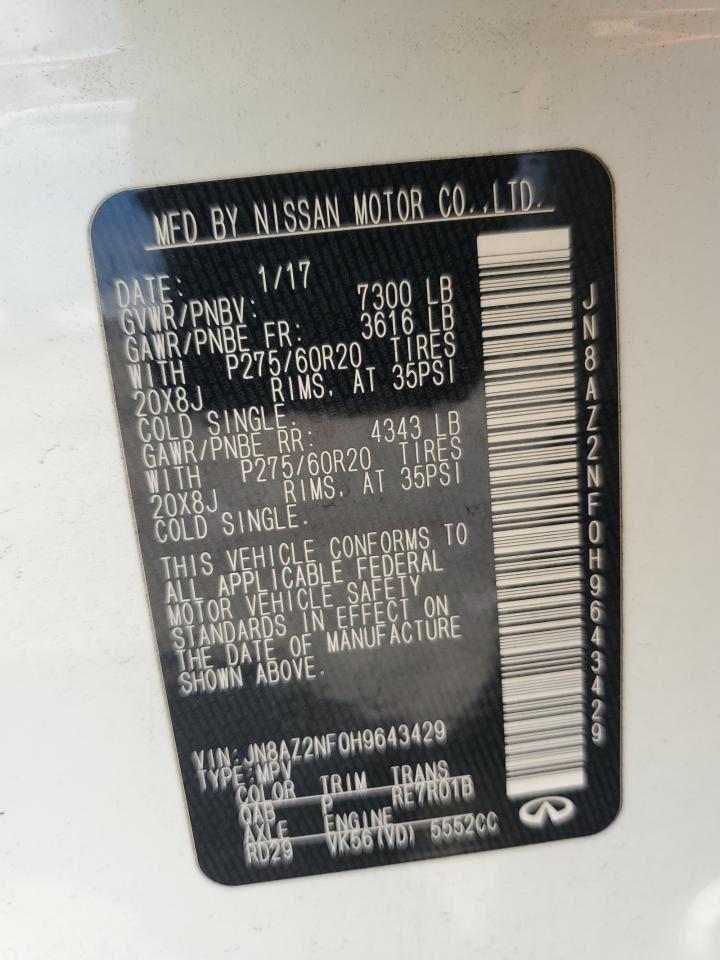 MFD BY NISSAN MOTOR CO.,LTD.
DATE: 1/17
GVWR/PNBV: 7300 LB
GAWR/PNBE FR: 3616 LB
WITH P275/60R20 TIRES
20X8J RIMS, AT 35PSI
COLD SINGLE.
GAWR/PNBE RR: 4343 LB
WITH P275/60R20 TIRES
20X8J RIMS, AT 35PSI
COLD SINGLE.
THIS VEHICLE CONFORMS TO
ALL APPLICABLE FEDERAL
MOTOR VEHICLE SAFETY
STANDARDS IN EFFECT ON
THE DATE OF MANUFACTURE
SHOWN ABOVE.
VIN:JN8AZ2NF0H9643429
TYPE:MPV
COLOR TRIM TRANS
QAB P RE7R01B
AXLE ENGINE
RD29 VK56(VD) 5552CC
JN8AZ2NF0H9643429